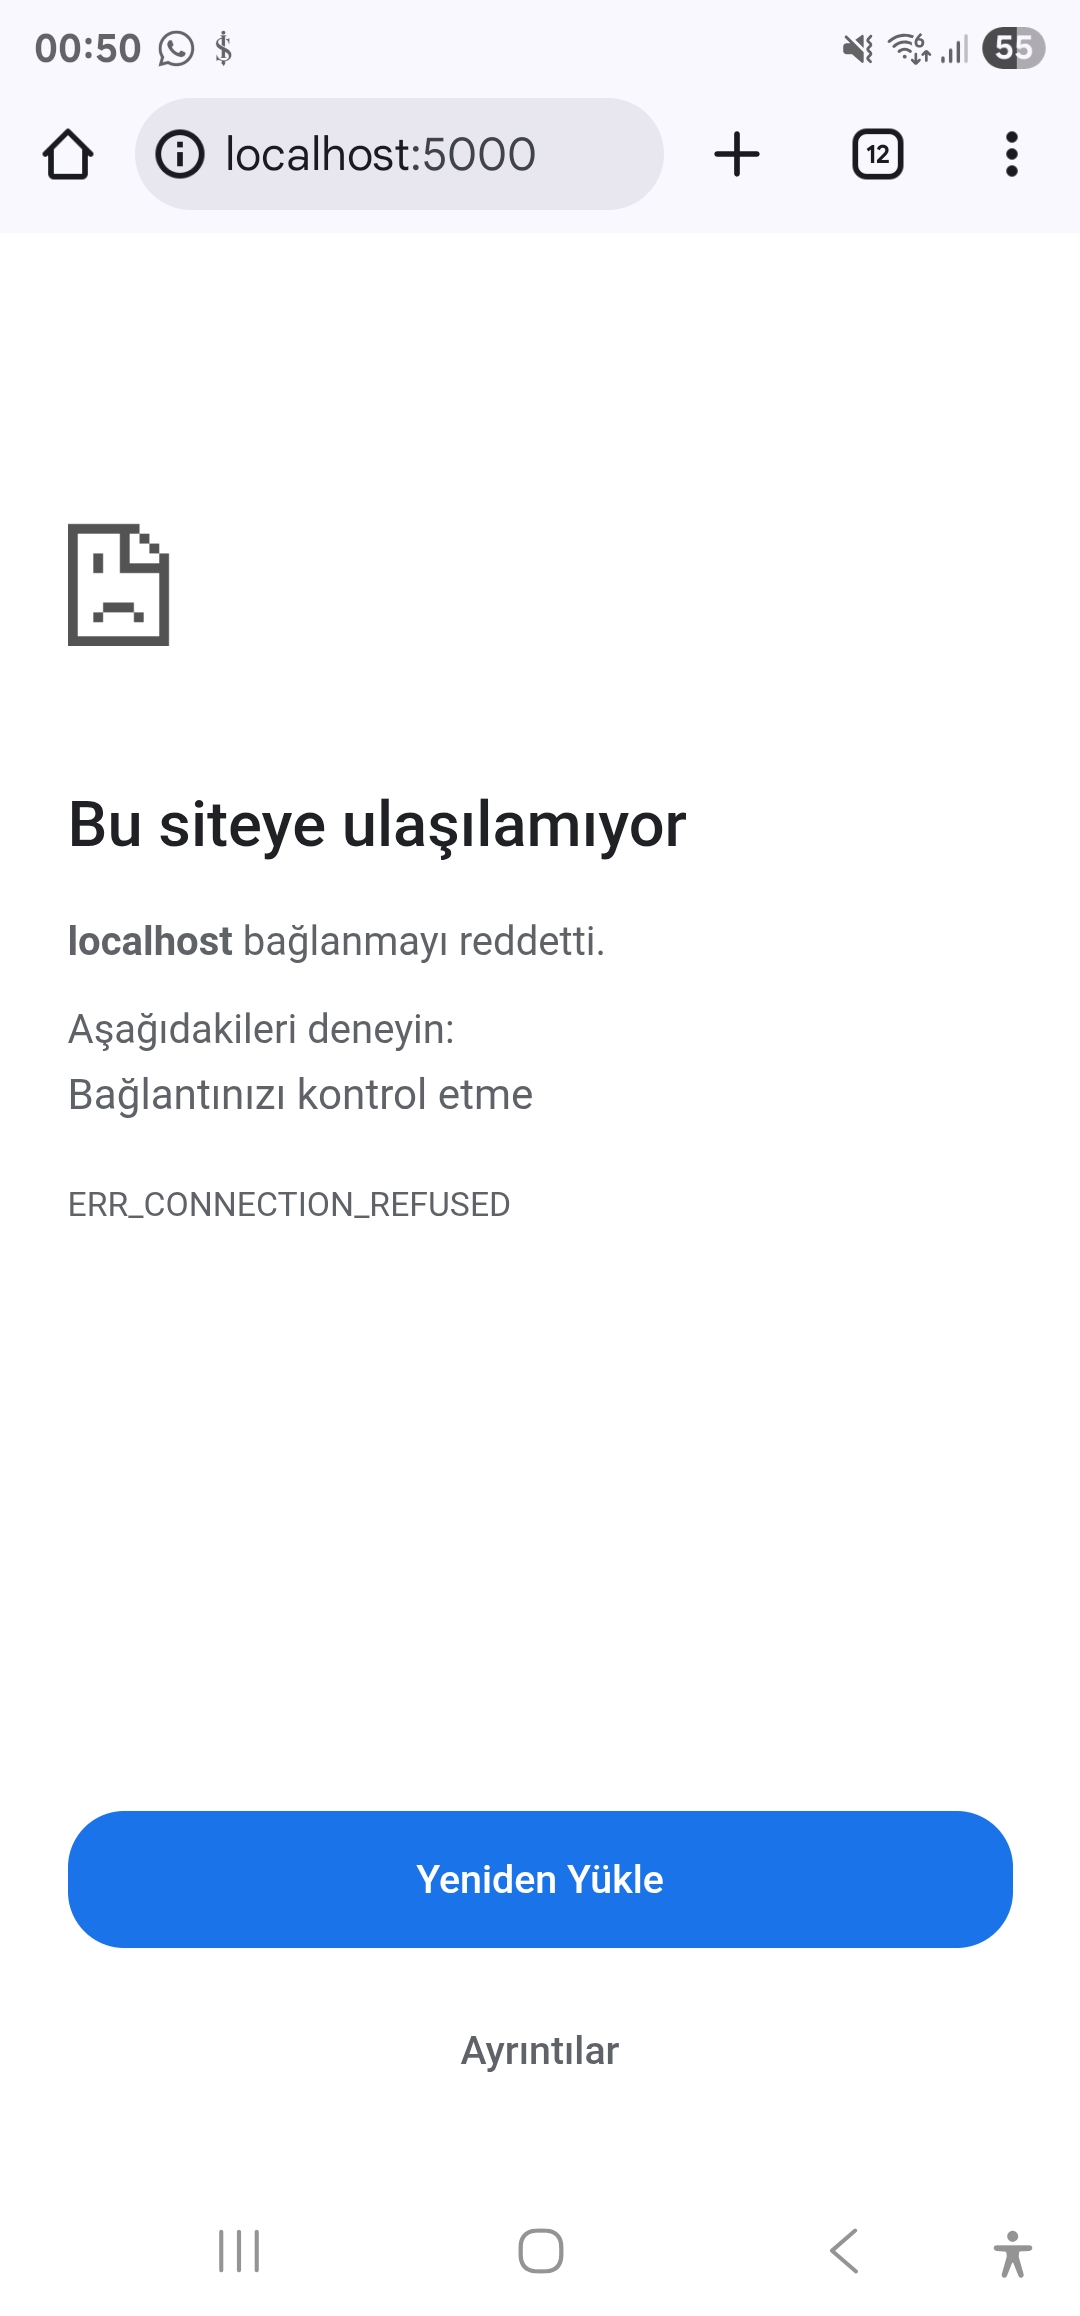 00:50
6
55
localhost:5000
12
Bu siteye ulaşılamıyor
localhost bağlanmayı reddetti.
Aşağıdakileri deneyin:
Bağlantınızı kontrol etme
ERR_CONNECTION_REFUSED
Yeniden Yükle
Ayrıntılar